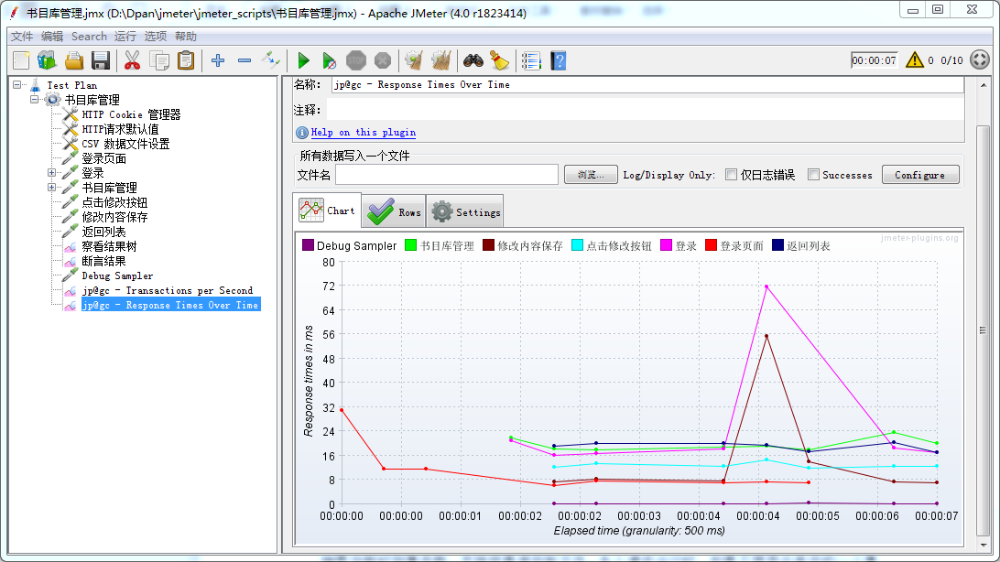 书目库管理.jmx (D:\Dpan\jmeter\jmeter_scripts\书目库管理.jmx) - Apache JMeter (4.0 r1823414)
文件 编辑 Search 运行 选项 帮助
STOP
00:00:07 0 0/10
Test Plan
书目库管理
HTTP Cookie 管理器
HTTP请求默认值
CSV 数据文件设置
登录页面
登录
书目库管理
点击修改按钮
修改内容保存
返回列表
察看结果树
断言结果
Debug Sampler
jp@gc - Transactions per Second
jp@gc - Response Times Over Time
名称: jp@gc - Response Times Over Time
注释:
Help on this plugin
所有数据写入一个文件
文件名 浏览... Log/Display Only: 仅日志错误 Successes Configure
Chart Rows Settings
jmeter-plugins.org
Debug Sampler 书目库管理 修改内容保存 点击修改按钮 登录 登录页面 返回列表
80
72
64
56
48
40
32
24
16
8
0
Response times in ms
00:00:00 00:00:00 00:00:01 00:00:02 00:00:02 00:00:03 00:00:04 00:00:04 00:00:05 00:00:06 00:00:07
Elapsed time (granularity: 500 ms)